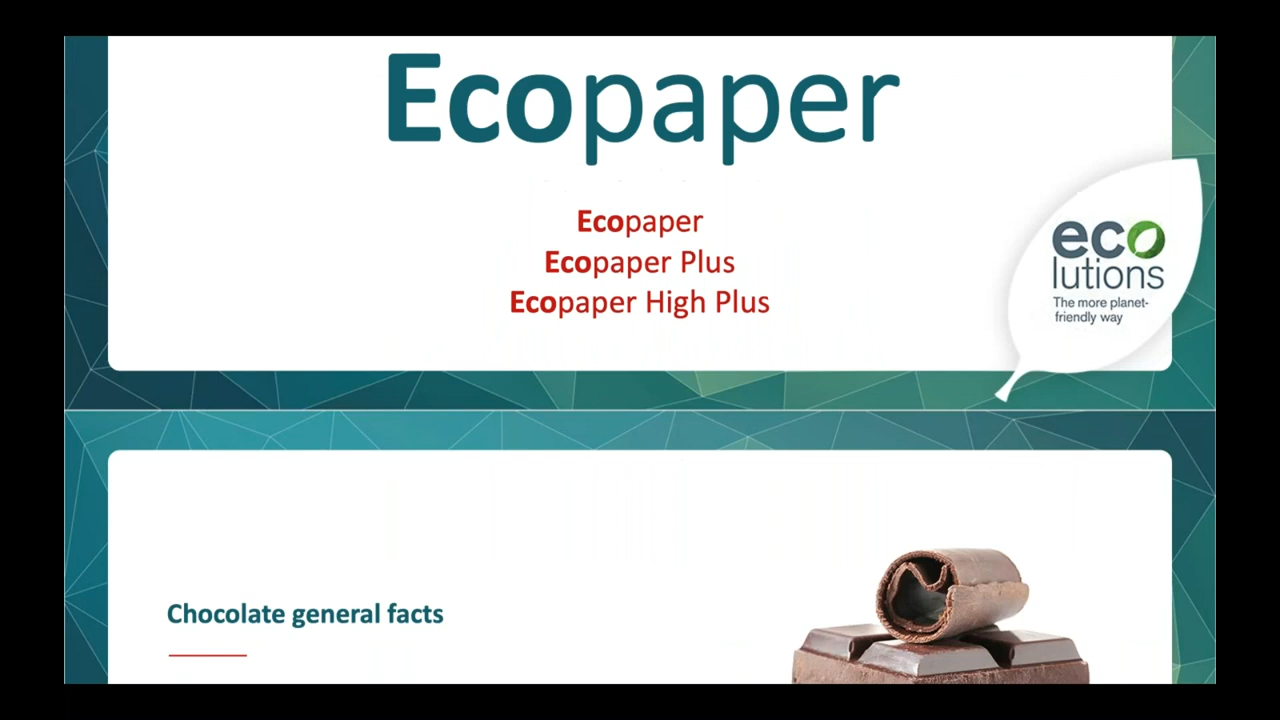 Ecopaper
Ecopaper
Ecopaper Plus
Ecopaper High Plus
eco
lutions
The more planet-
friendly way
Chocolate general facts